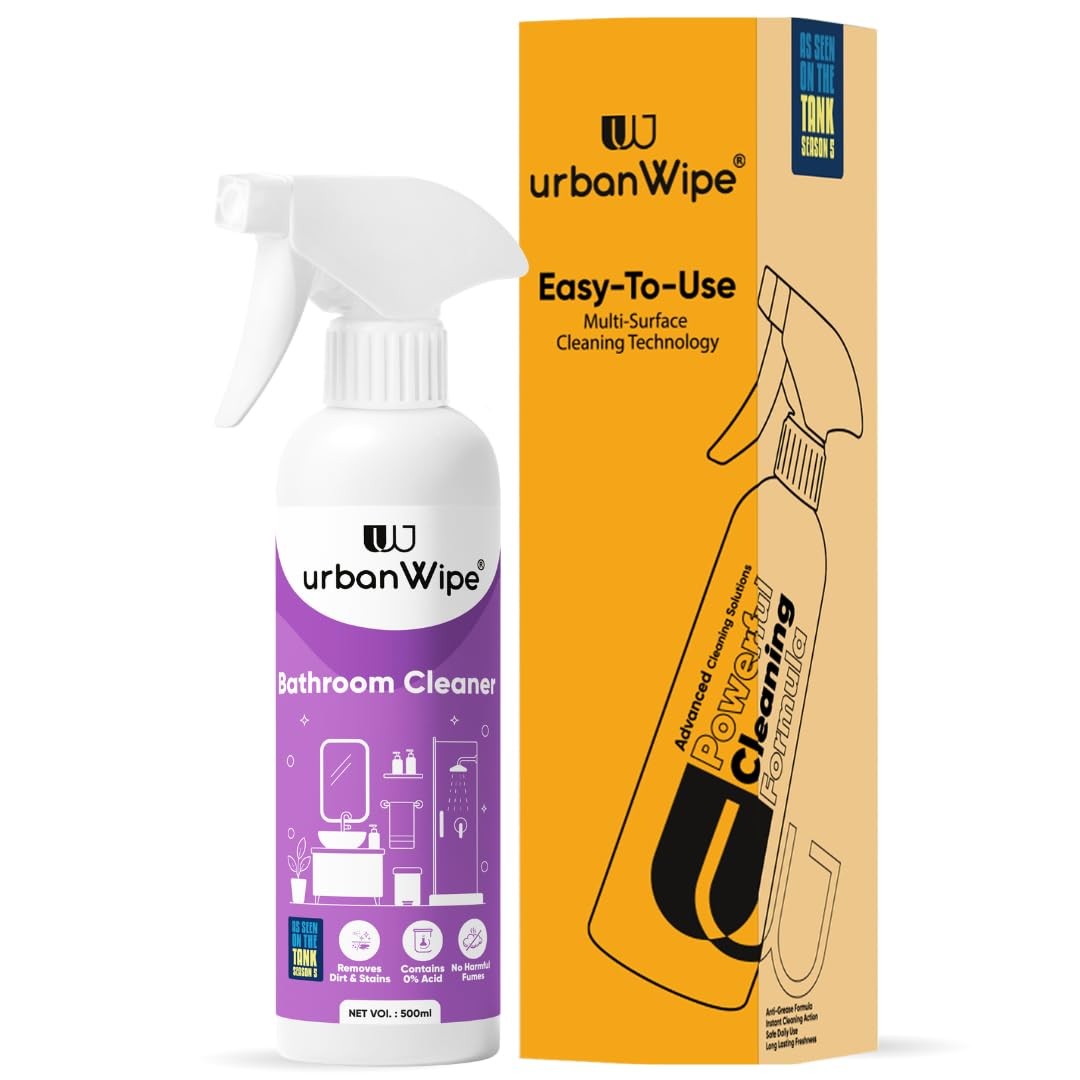 urbanWipe®
Bathroom Cleaner
AS SEEN
ON THE
TANK
SEASON 5
Removes
Dirt & Stains
Contains
0% Acid
No Harmful
Fumes
NET VOl. : 500ml
urbanWipe®
Easy-To-Use
Multi-Surface
Cleaning Technology
AS SEEN
ON THE
TANK
SEASON 5
Advanced Cleaning Solutions
Powerful
Cleaning
Formula
Anti-Grease Formula
Instant Cleaning Action
Safe Daily Use
Long Lasting Freshness